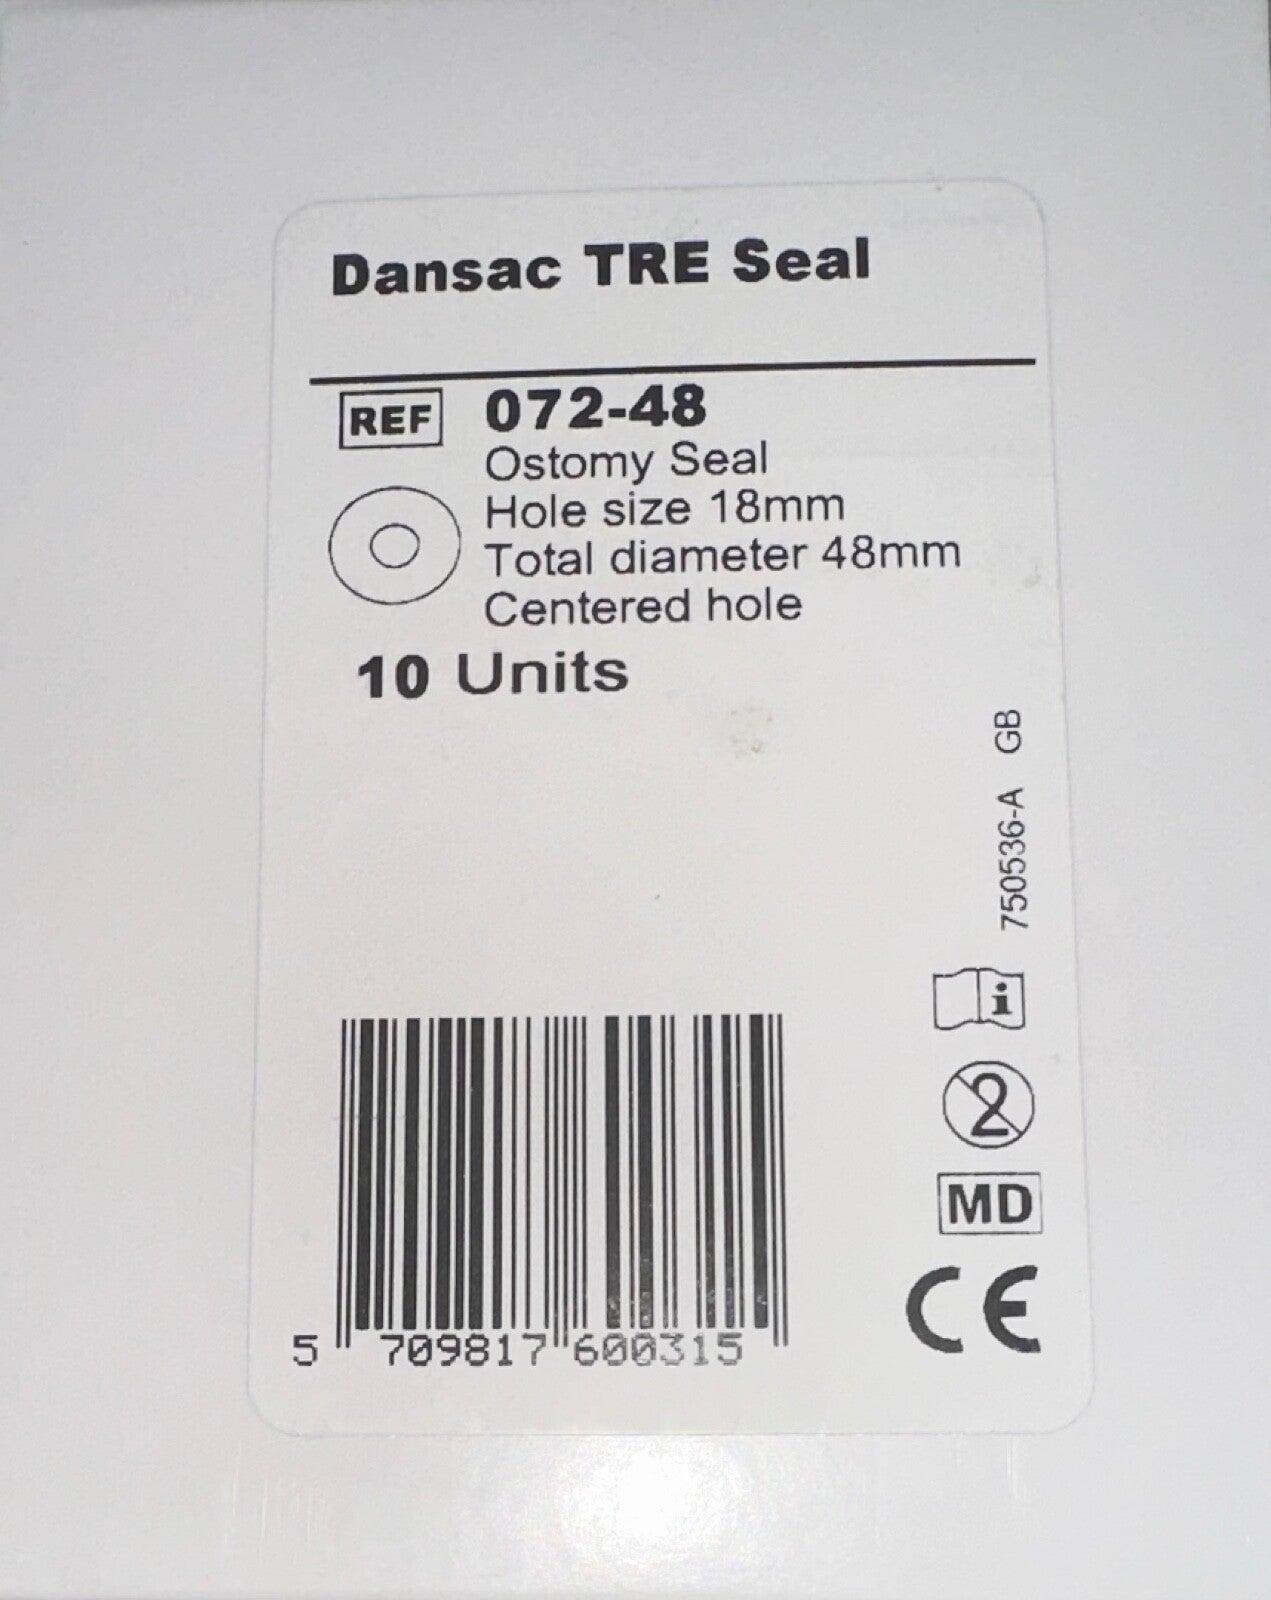 Dansac TRE Seal
REF 072-48
Ostomy Seal
Hole size 18mm
Total diameter 48mm
Centered hole
10 Units
750536-A GB
i
2
MD
CE
5 709817 600315